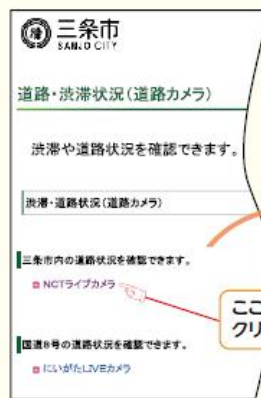 三条市
SANJO CITY
道路・渋滞状況（道路カメラ）
渋滞や道路状況を確認できます。
渋滞・道路状況（道路カメラ）
三条市内の道路状況を確認できます。
NCTライブカメラ
ここ
クリ
国道8号の道路状況を確認できます。
にいがたLIVEカメラ